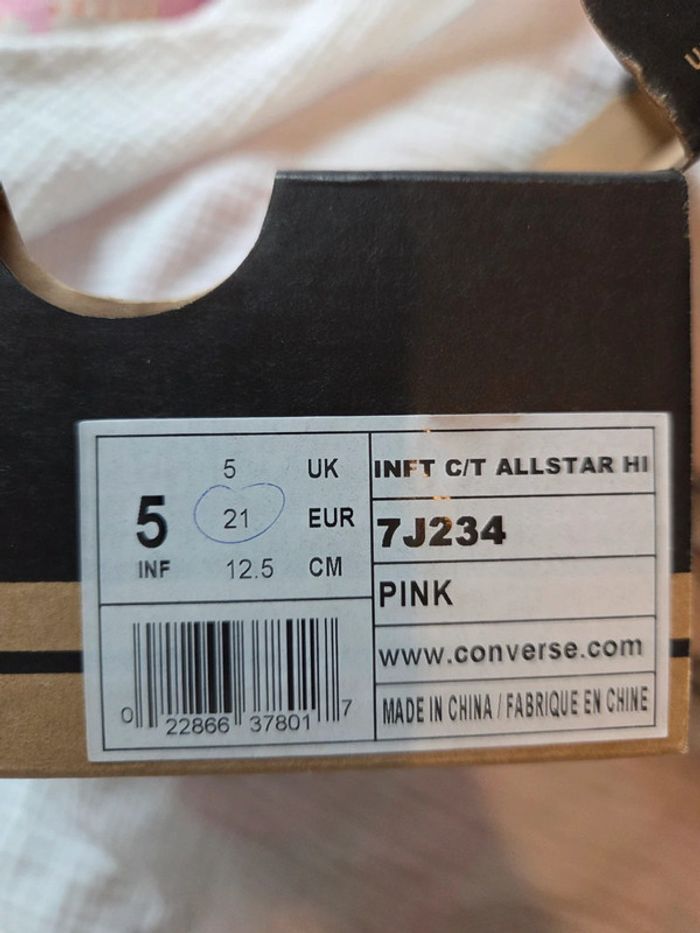 5 UK
5 21 EUR
INF 12.5 CM
INFT C/T ALLSTAR HI
7J234
PINK
www.converse.com
MADE IN CHINA / FABRIQUE EN CHINE
0 22866 37801 7